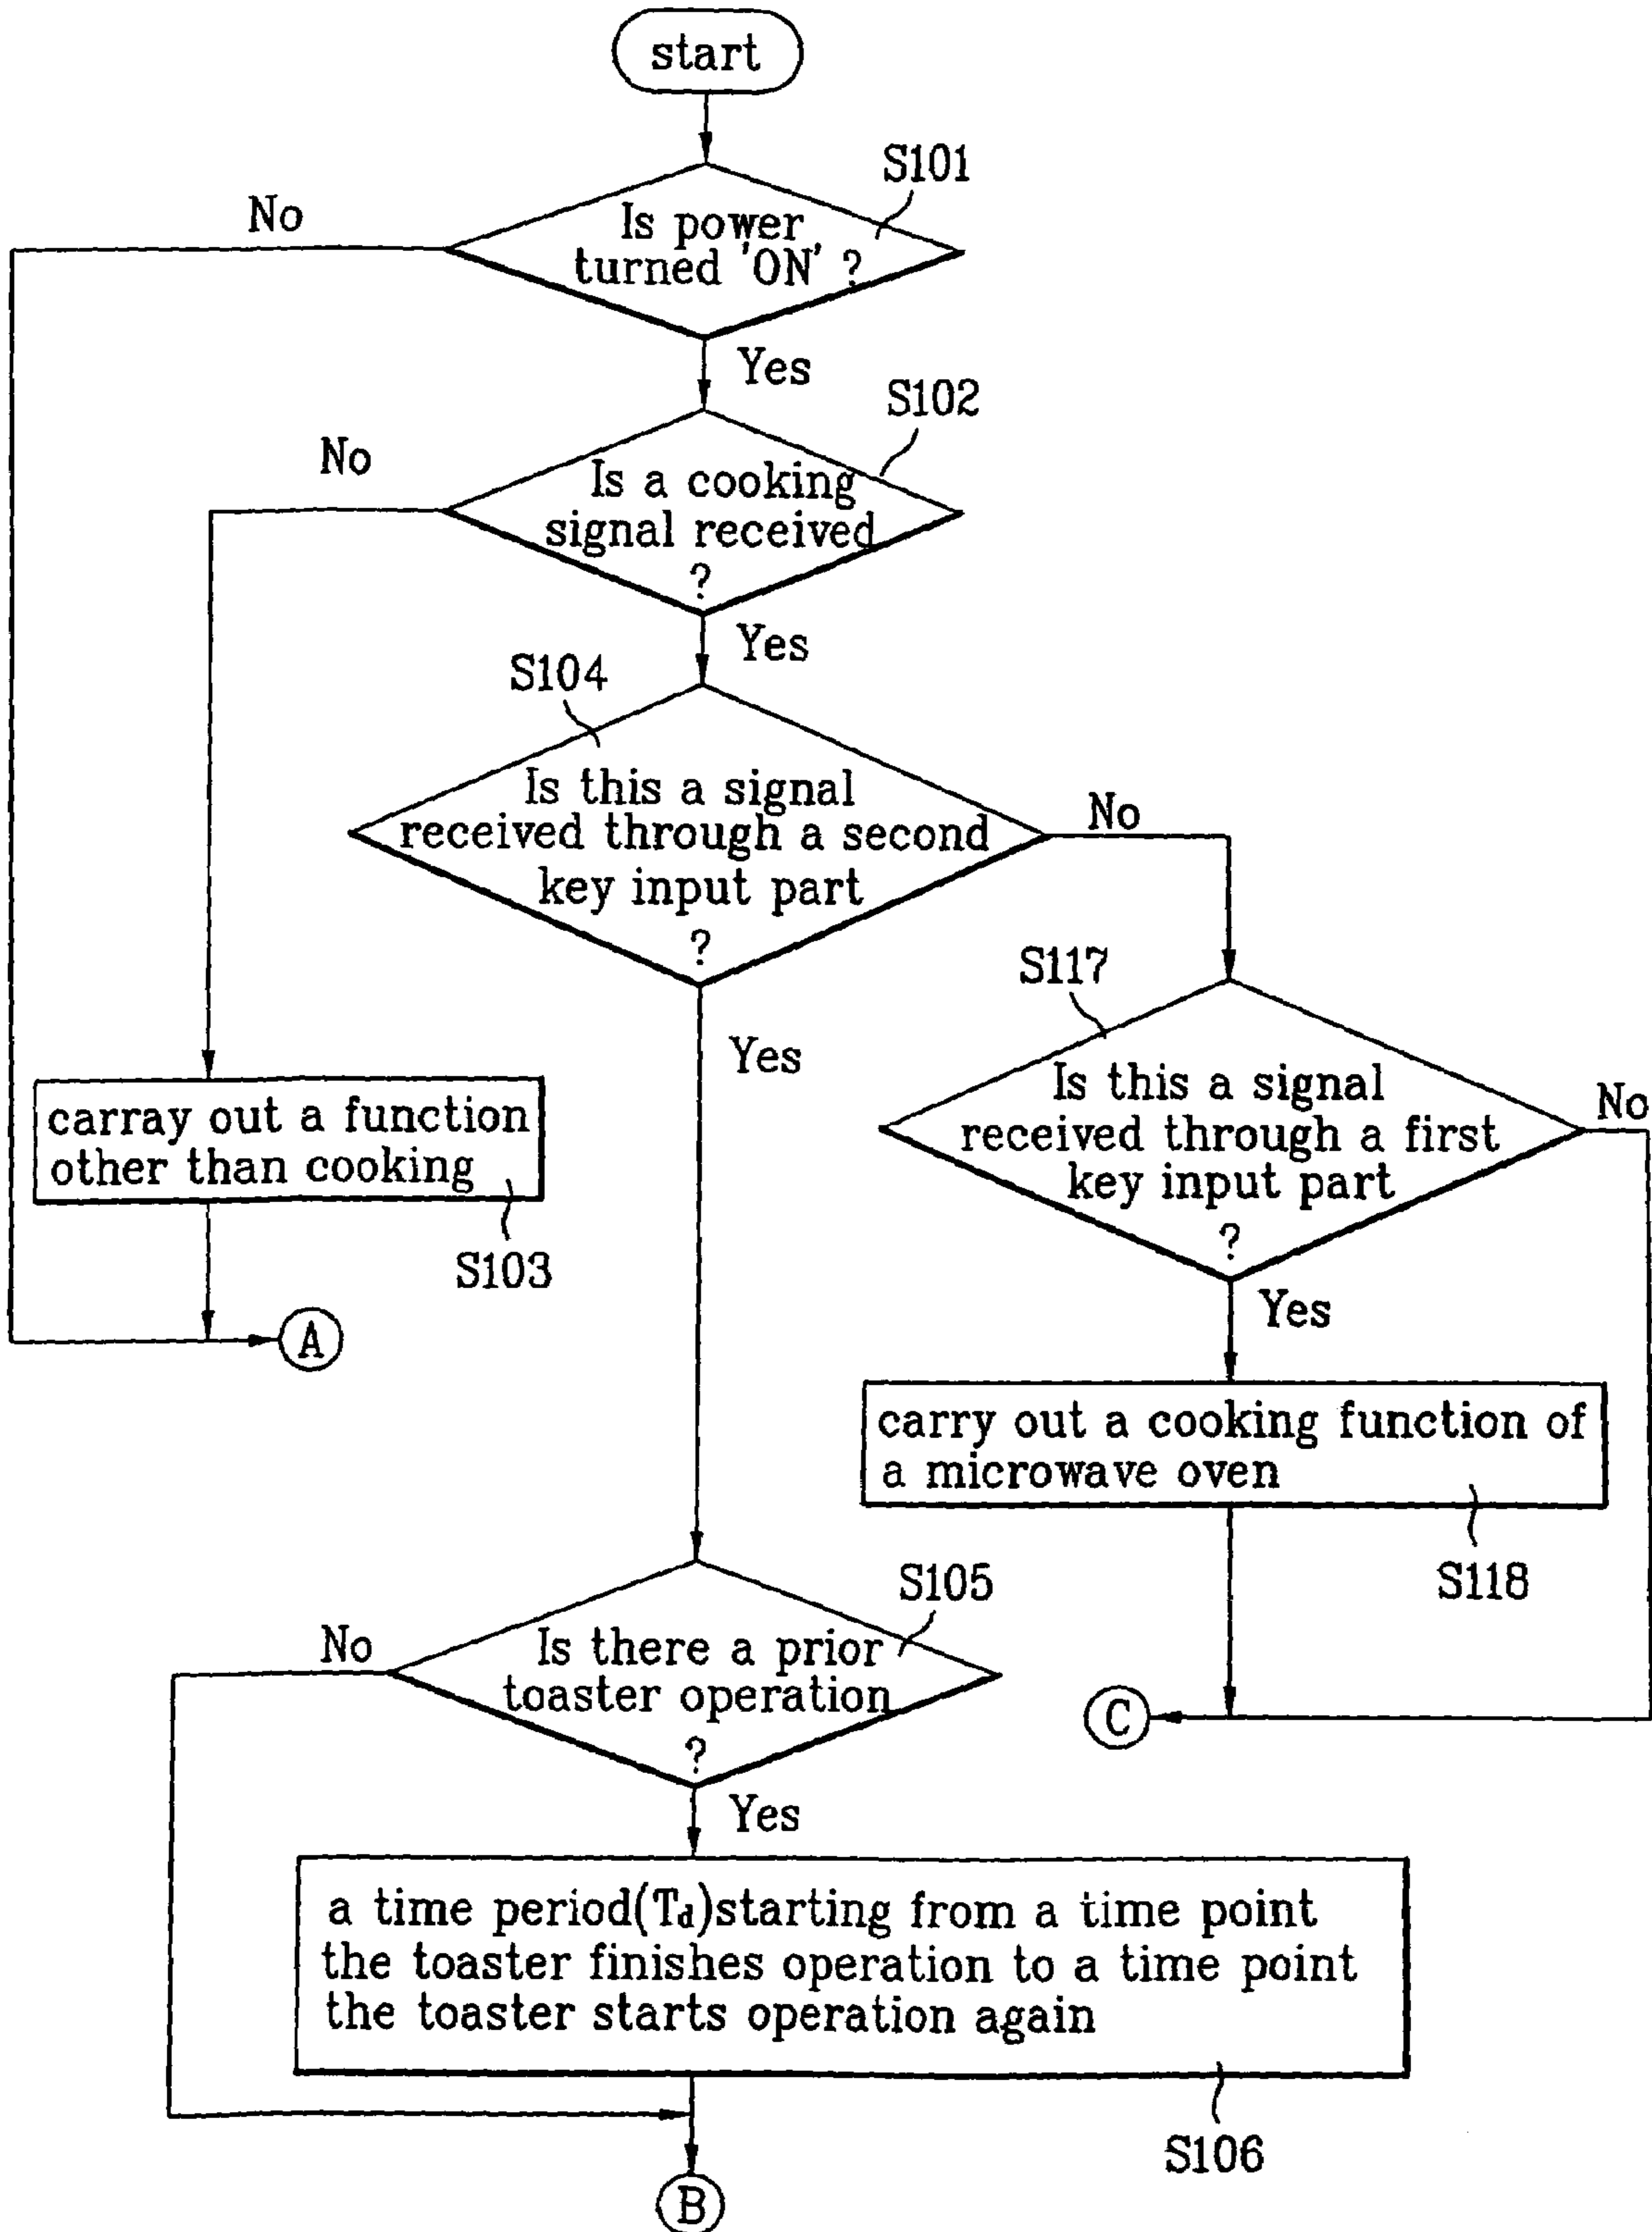 start
S101
No
Is power
turned 'ON' ?
Yes
S102
No
Is a cooking
signal received
?
Yes
S104
Is this a signal
received through a second
key input part
?
No
Yes
S117
Is this a signal
received through a first
key input part
?
No
Yes
carray out a function
other than cooking
S103
A
carry out a cooking function of
a microwave oven
S118
C
S105
No
Is there a prior
toaster operation
?
Yes
a time period(Td)starting from a time point
the toaster finishes operation to a time point
the toaster starts operation again
S106
B